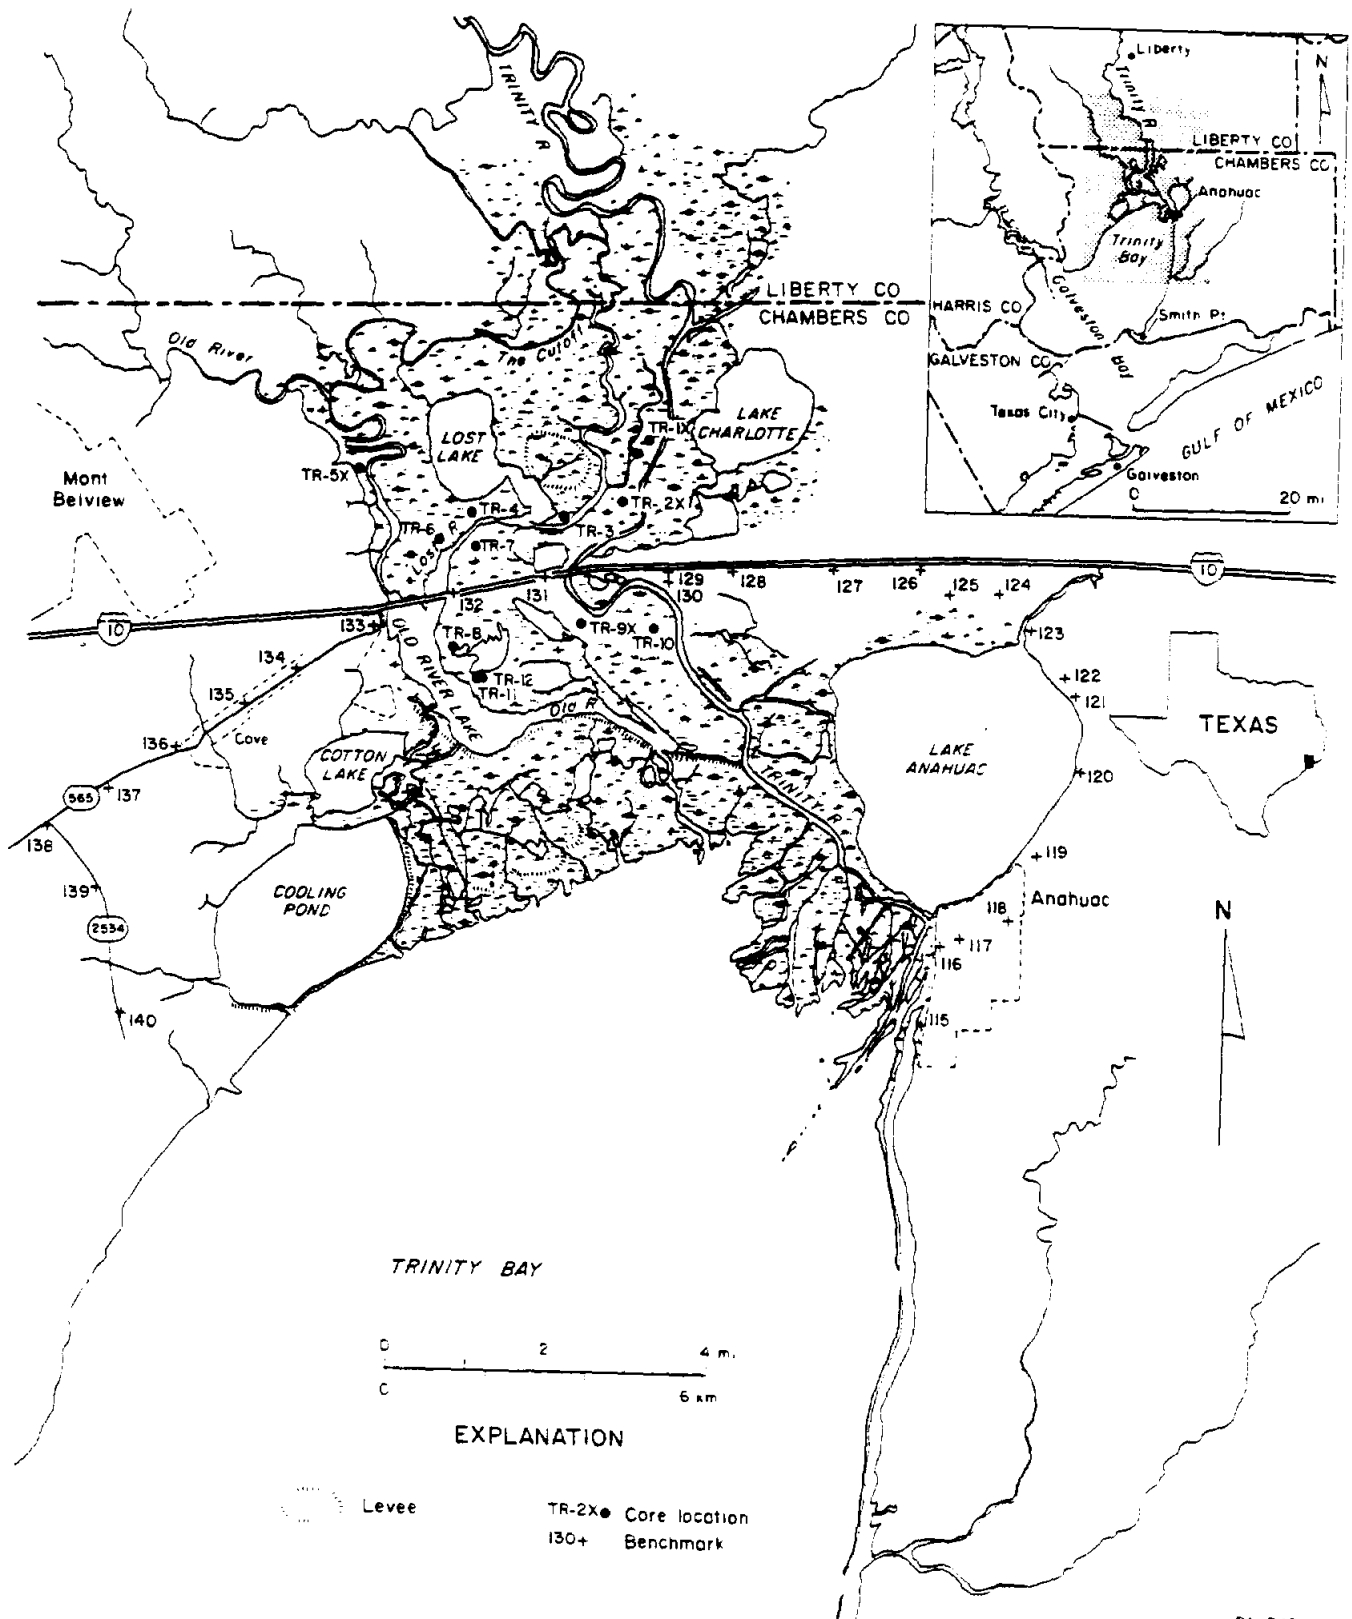 TRINITY R
Liberty
N
Trinity R
LIBERTY CO
CHAMBERS CO
Anahuac
Trinity
Bay
HARRIS CO
Galveston Bay
Smith Pt
GALVESTON CO
Texas City
GULF OF MEXICO
Galveston
0
20 mi
LIBERTY CO
CHAMBERS CO
Old River
The Cutoff
LOST
LAKE
LAKE
CHARLOTTE
TR-1X
Mont
Belview
TR-5X
TR-4
TR-2X
TR-6
Lost R
TR-3
TR-7
10
10
129
128
127
126
125
124
130
131
132
133
TR-9X
TR-8
TR-10
123
134
OLD RIVER LAKE
TR-12
TR-11
122
121
135
Old R
TEXAS
136
Cove
COTTON
LAKE
LAKE
ANAHUAC
120
TRINITY R
565
137
138
119
139
COOLING
POND
Anahuac
118
N
2534
117
116
140
115
TRINITY BAY
0
2
4 mi.
6 km
EXPLANATION
Levee
TR-2X
Core location
130+
Benchmark